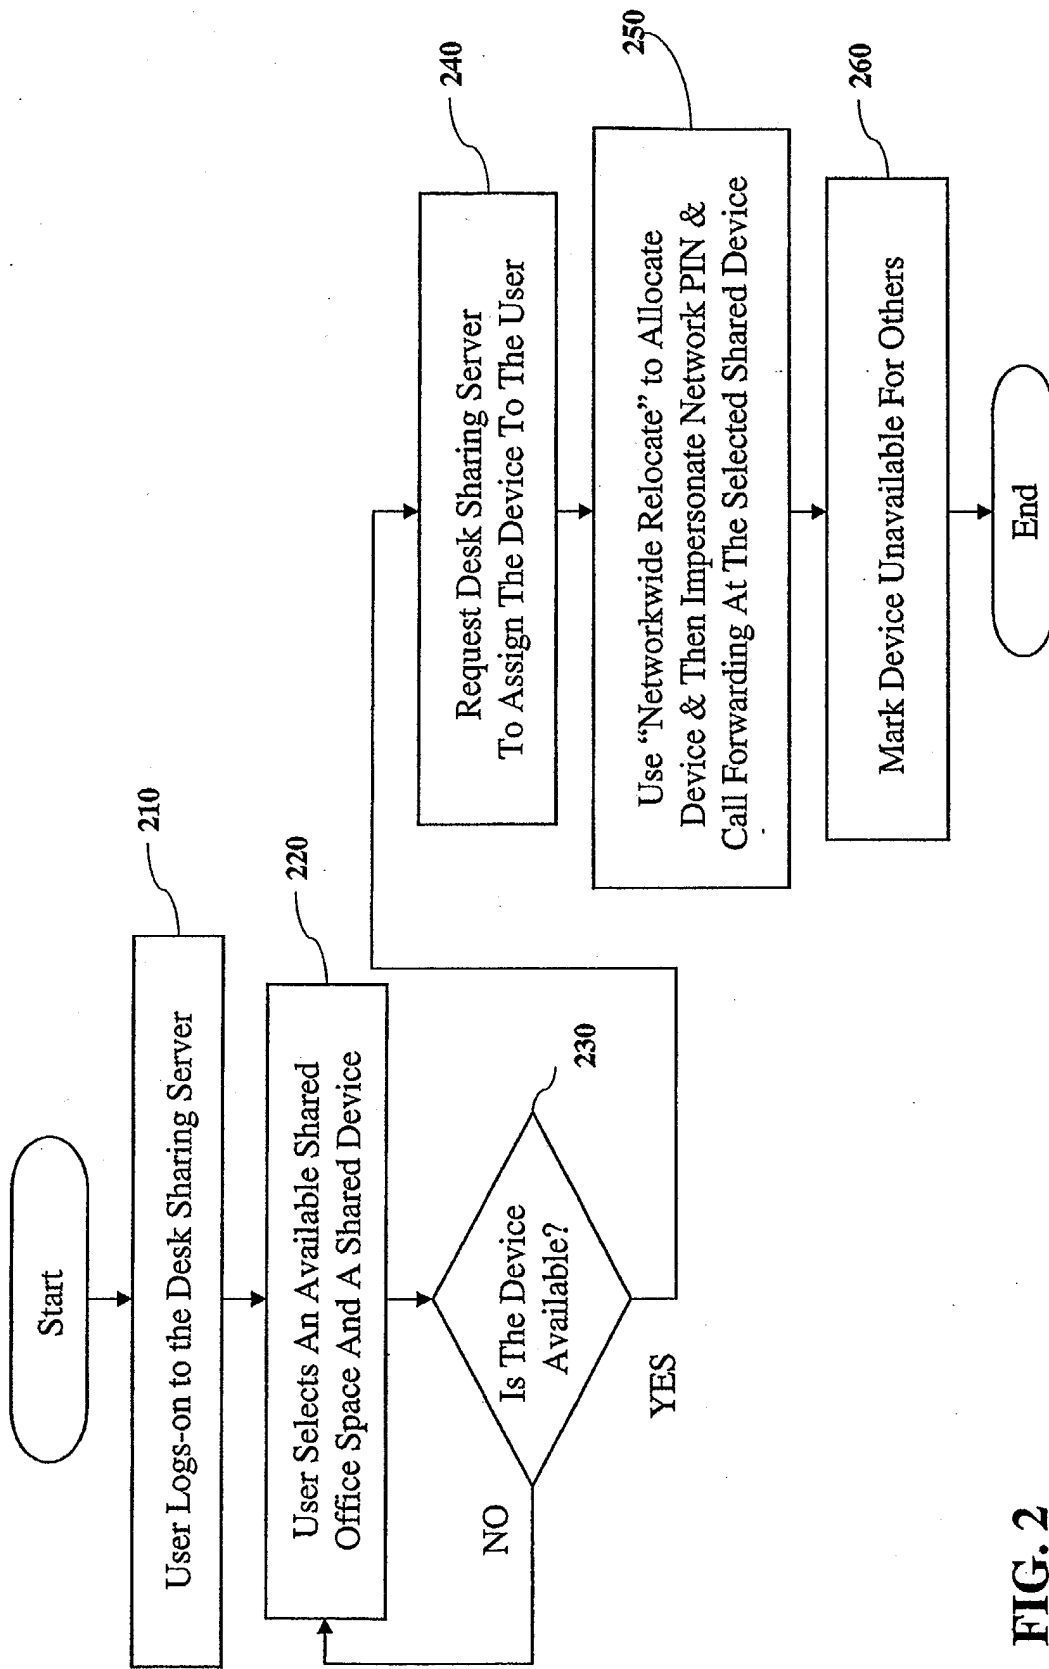 Start
User Logs-on to the Desk Sharing Server
210
User Selects An Available Shared
Office Space And A Shared Device
220
Is The Device
Available?
230
NO
YES
Request Desk Sharing Server
To Assign The Device To The User
240
Use “Networkwide Relocate” to Allocate
Device & Then Impersonate Network PIN &
Call Forwarding At The Selected Shared Device
250
Mark Device Unavailable For Others
260
End
FIG. 2